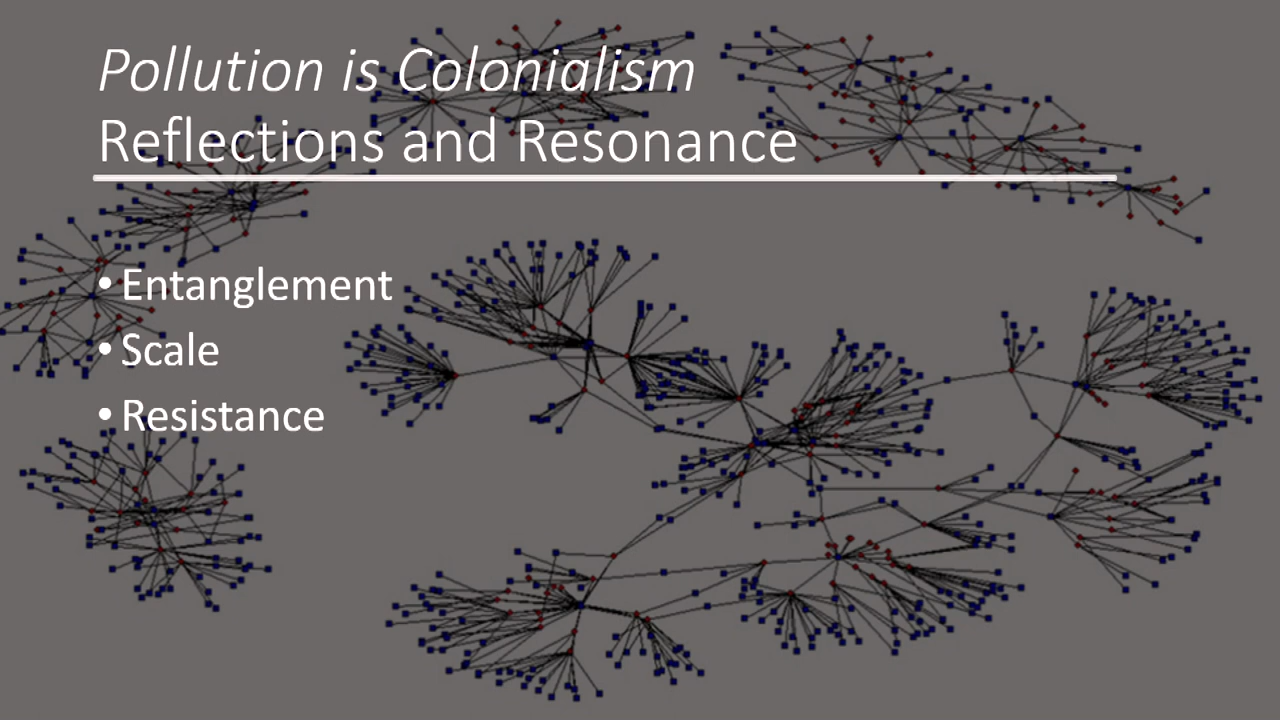 Pollution is Colonialism
Reflections and Resonance
• Entanglement
• Scale
• Resistance